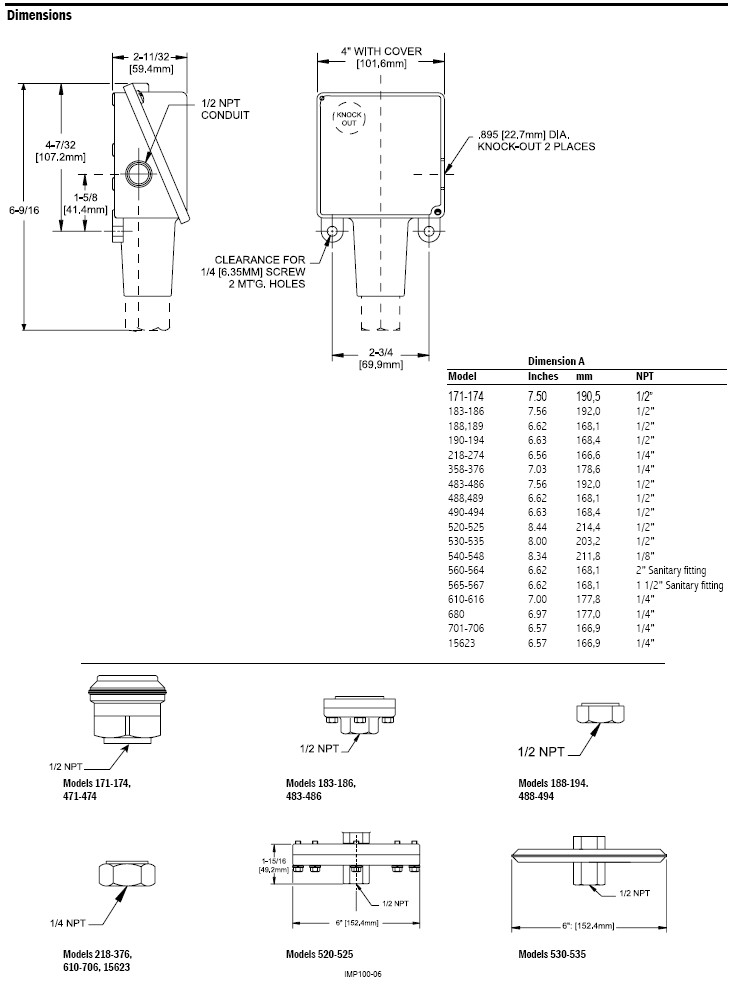 Dimensions
2-11/32
[59,4mm]
4" WITH COVER
[101,6mm]
1/2 NPT
CONDUIT
KNOCK
OUT
.895 [22,7mm] DIA.
KNOCK-OUT 2 PLACES
4-7/32
[107.2mm]
1-5/8
[41.4mm]
6-9/16
CLEARANCE FOR
1/4 [6.35MM] SCREW
2 MT'G. HOLES
2-3/4
[69,9mm]
Dimension A
Model Inches mm NPT
171-174 7.50 190,5 1/2"
183-186 7.56 192,0 1/2"
188,189 6.62 168,1 1/2"
190-194 6.63 168,4 1/2"
218-274 6.56 166,6 1/4"
358-376 7.03 178,6 1/4"
483-486 7.56 192,0 1/2"
488,489 6.62 168,1 1/2"
490-494 6.63 168,4 1/2"
520-525 8.44 214,4 1/2"
530-535 8.00 203,2 1/2"
540-548 8.34 211,8 1/8"
560-564 6.62 168,1 2" Sanitary fitting
565-567 6.62 168,1 1 1/2" Sanitary fitting
610-616 7.00 177,8 1/4"
680 6.97 177,0 1/4"
701-706 6.57 166,9 1/4"
15623 6.57 166,9 1/4"
1/2 NPT
Models 171-174,
471-474
1/2 NPT
Models 183-186,
483-486
1/2 NPT
Models 188-194.
488-494
1/4 NPT
Models 218-376,
610-706, 15623
1-15/16
[49,2mm]
1/2 NPT
6" [152,4mm]
Models 520-525
1/2 NPT
6": [152,4mm]
Models 530-535
IMP100-06